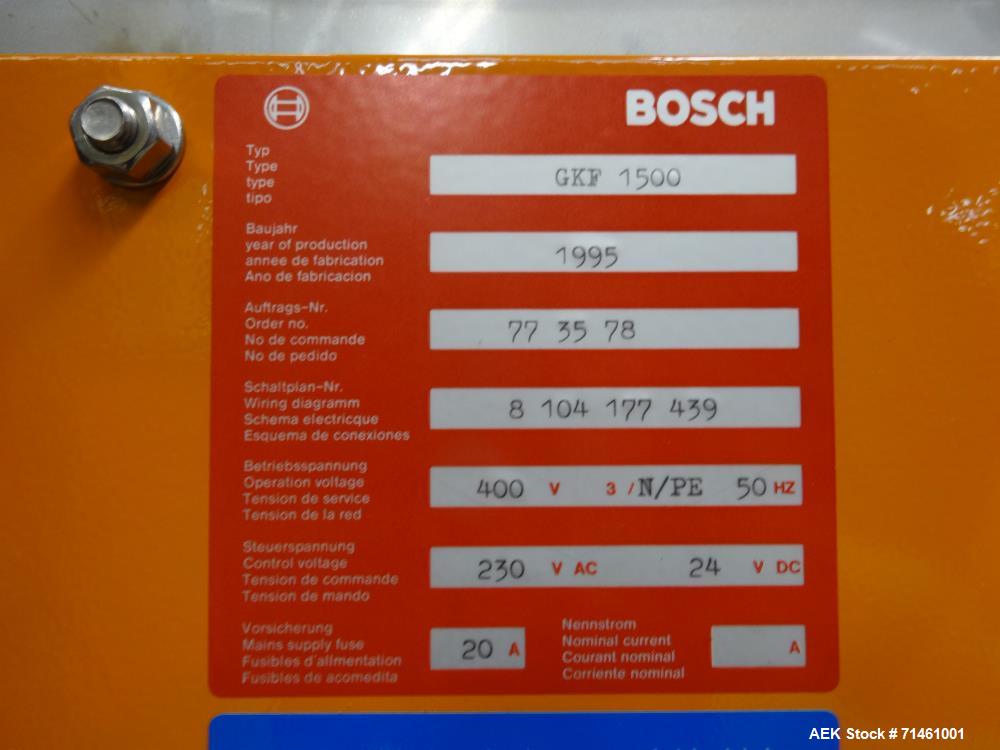 BOSCH
Typ
Type
type
tipo
GKF 1500
Baujahr
year of production
annee de fabrication
Ano de fabricacion
1995
Auftrags-Nr.
Order no.
No de commande
No de pedido
77 35 78
Schaltplan-Nr.
Wiring diagramm
Schema electricque
Esquema de conexiones
8 104 177 439
Betriebsspannung
Operation voltage
Tension de service
Tension de la red
400 V 3 / N/PE 50 HZ
Steuerspannung
Control voltage
Tension de commande
Tension de mando
230 V AC 24 V DC
Vorsicherung
Mains supply fuse
Fusibles d'alimentation
Fusibles de acomedita
20 A
Nennstrom
Nominal current
Courant nominal
Corriente nominal
A
AEK Stock # 71461001